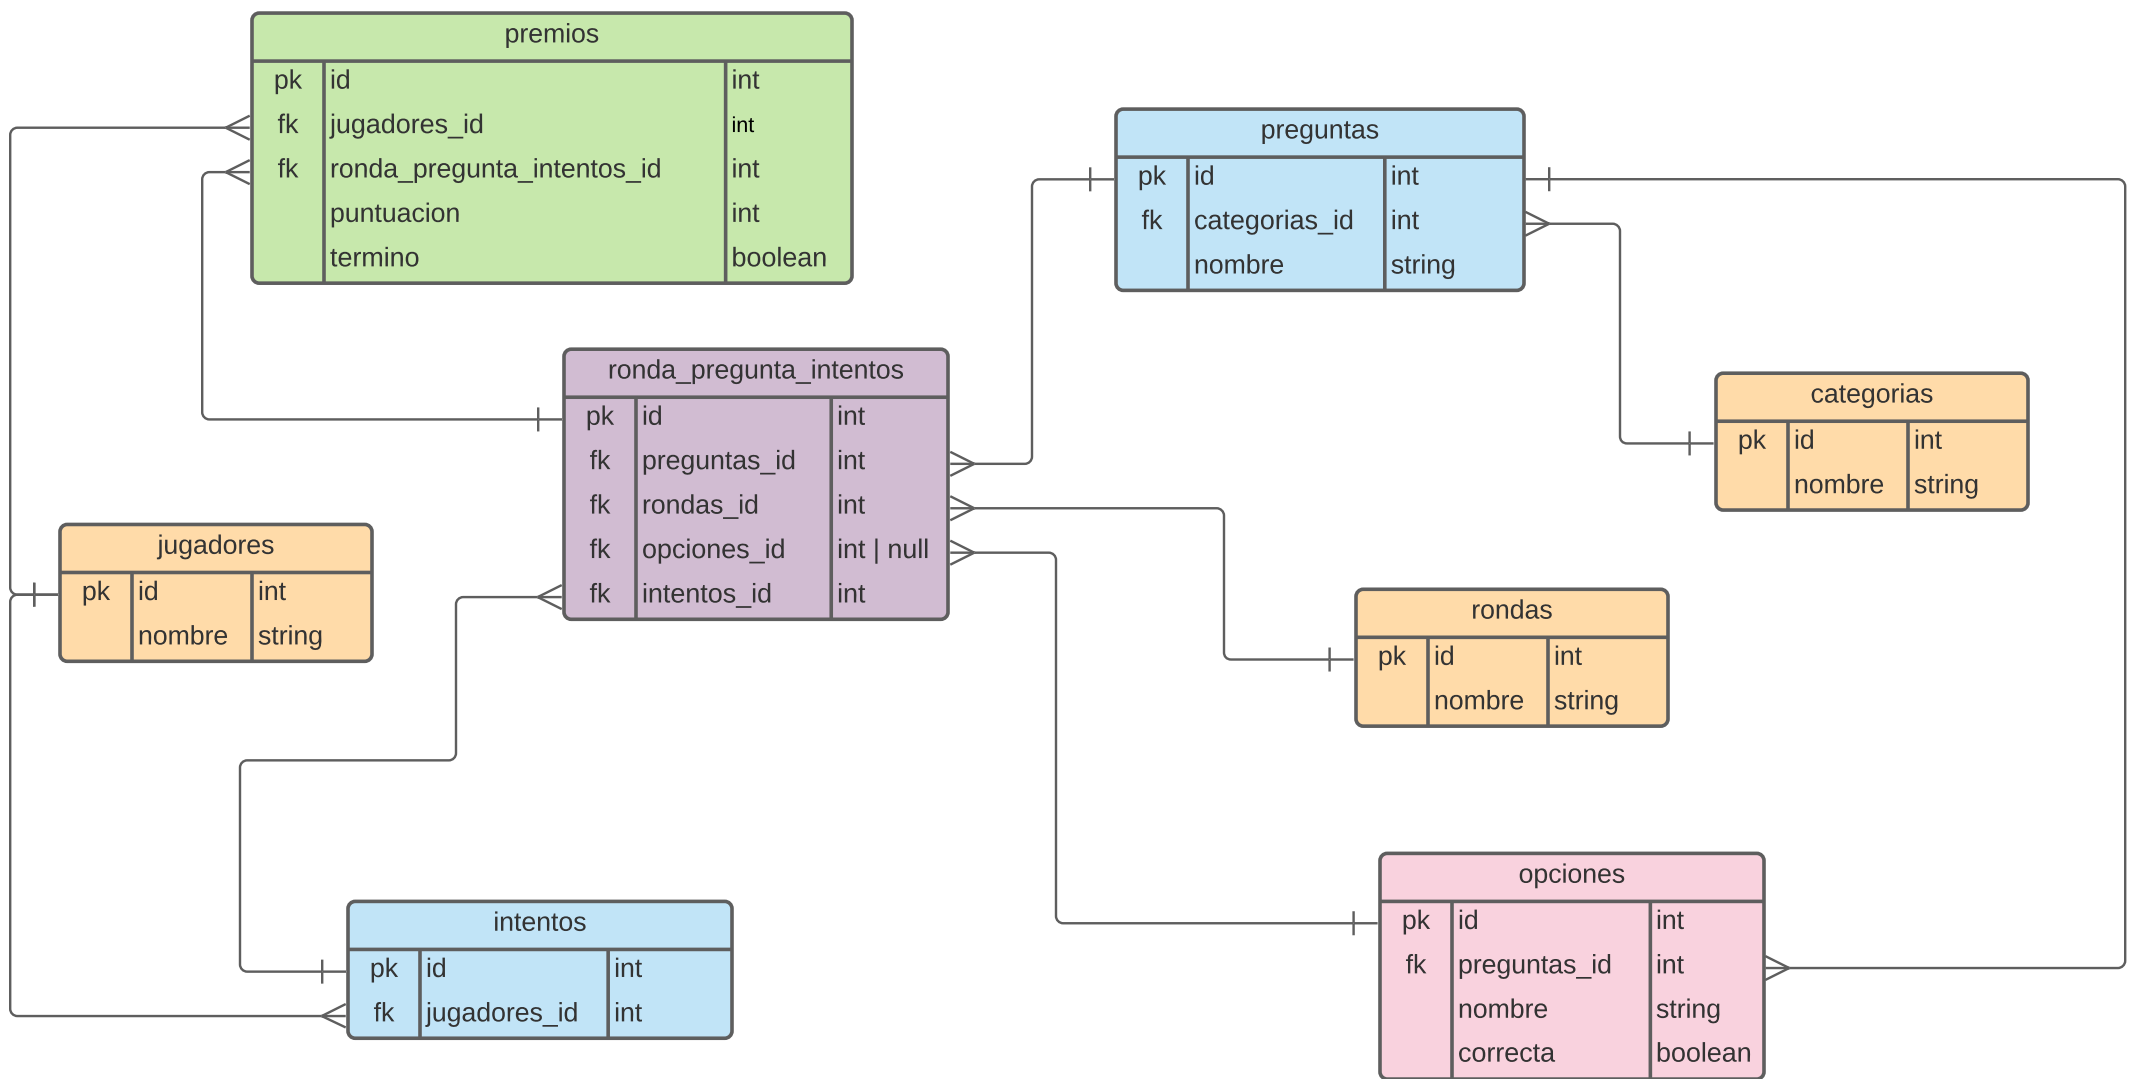 premios
pk id int
fk jugadores_id int
fk ronda_pregunta_intentos_id int
puntuacion int
termino boolean
preguntas
pk id int
fk categorias_id int
nombre string
ronda_pregunta_intentos
pk id int
fk preguntas_id int
fk rondas_id int
fk opciones_id int | null
fk intentos_id int
categorias
pk id int
nombre string
jugadores
pk id int
nombre string
rondas
pk id int
nombre string
opciones
pk id int
fk preguntas_id int
nombre string
correcta boolean
intentos
pk id int
fk jugadores_id int